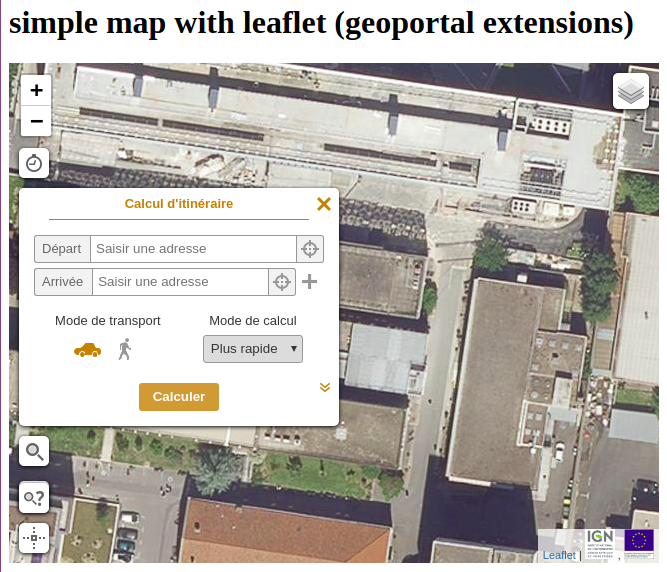 simple map with leaflet (geoportal extensions)
+
−
Calcul d'itinéraire
Départ Saisir une adresse
Arrivée Saisir une adresse
Mode de transport Mode de calcul
Plus rapide
Calculer
?
IGN
Leaflet | ,